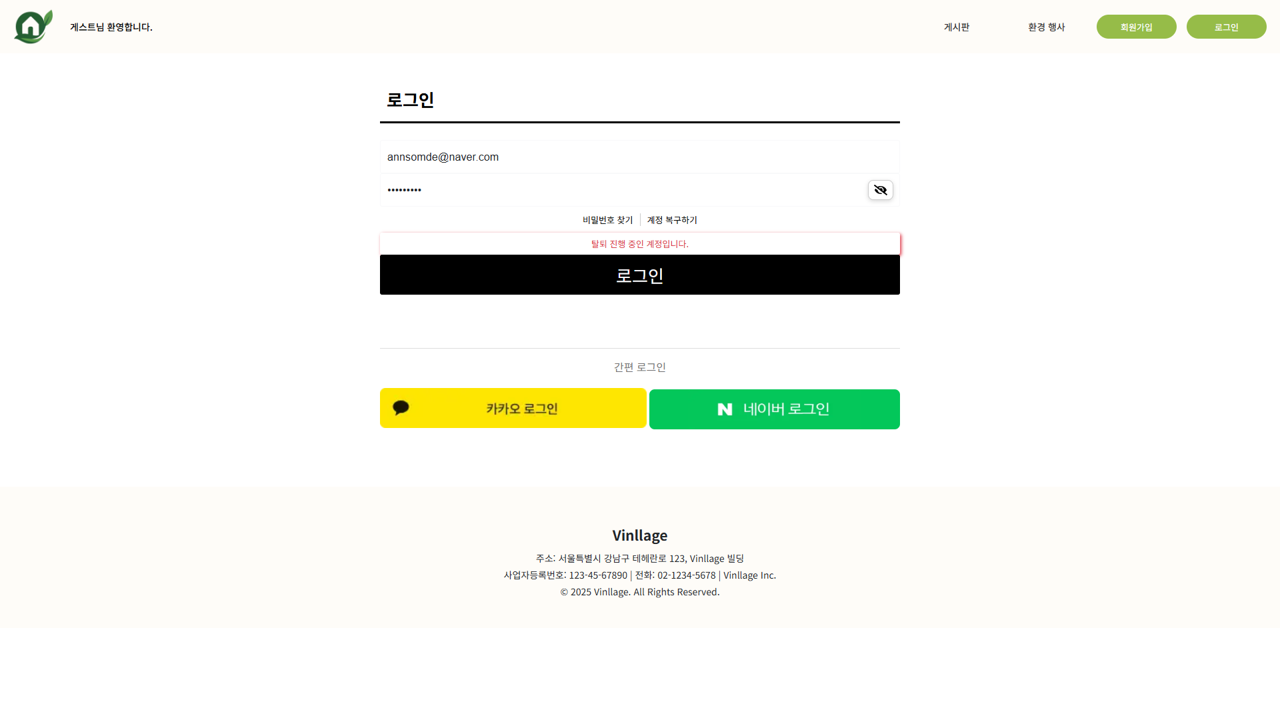 게스트님 환영합니다.
게시판
환경 행사
회원가입
로그인
로그인
annsomde@naver.com
•••••••••
비밀번호 찾기 | 계정 복구하기
탈퇴 진행 중인 계정입니다.
로그인
간편 로그인
카카오 로그인
N 네이버 로그인
Vinllage
주소: 서울특별시 강남구 테헤란로 123, Vinllage 빌딩
사업자등록번호: 123-45-67890 | 전화: 02-1234-5678 | Vinllage Inc.
© 2025 Vinllage. All Rights Reserved.